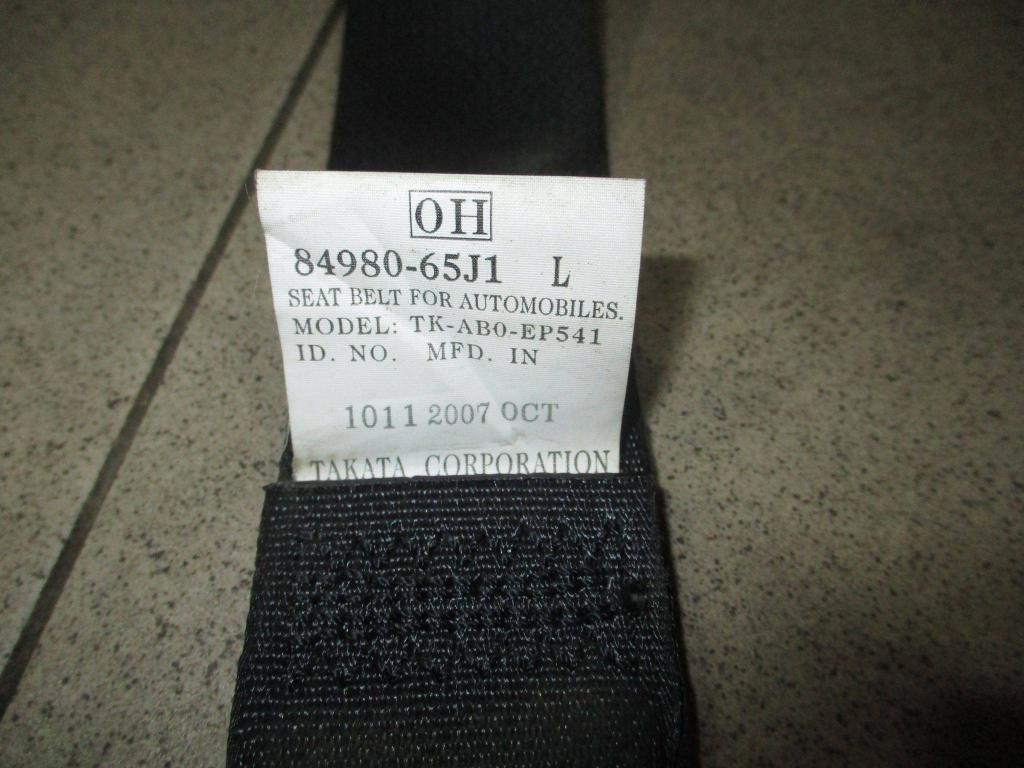 OH
84980-65J1 L
SEAT BELT FOR AUTOMOBILES.
MODEL: TK-AB0-EP541
ID. NO. MFD. IN
1011 2007 OCT
TAKATA CORPORATION